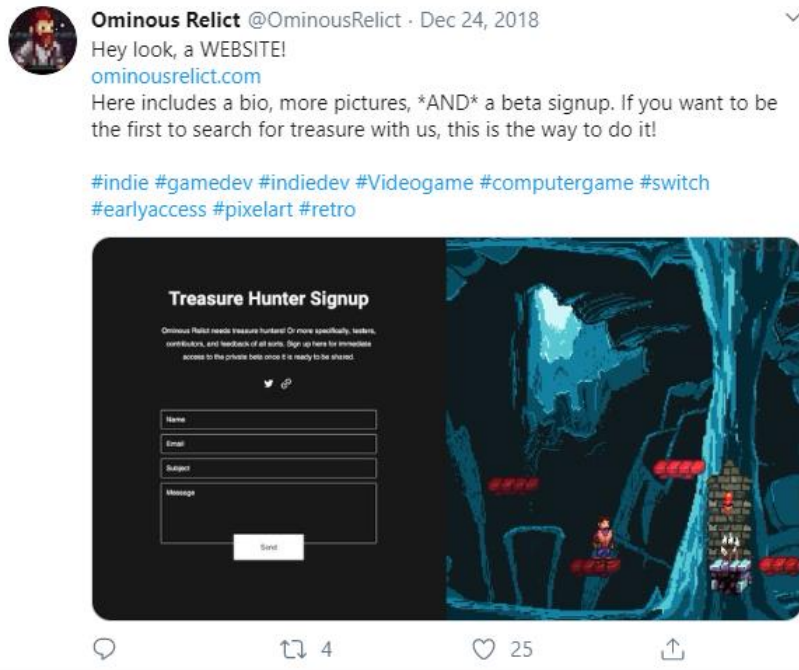 Ominous Relict @OminousRelict · Dec 24, 2018
Hey look, a WEBSITE!
ominousrelict.com
Here includes a bio, more pictures, *AND* a beta signup. If you want to be
the first to search for treasure with us, this is the way to do it!
#indie #gamedev #indiedev #Videogame #computergame #switch
#earlyaccess #pixelart #retro
Treasure Hunter Signup
Ominous Relict needs treasure hunters! Or more specifically, testers,
contributors, and feedback of all sorts. Sign up here for immediate
access to the private beta once it is ready to be shared.
Name
Email
Subject
Message
Send
4
25